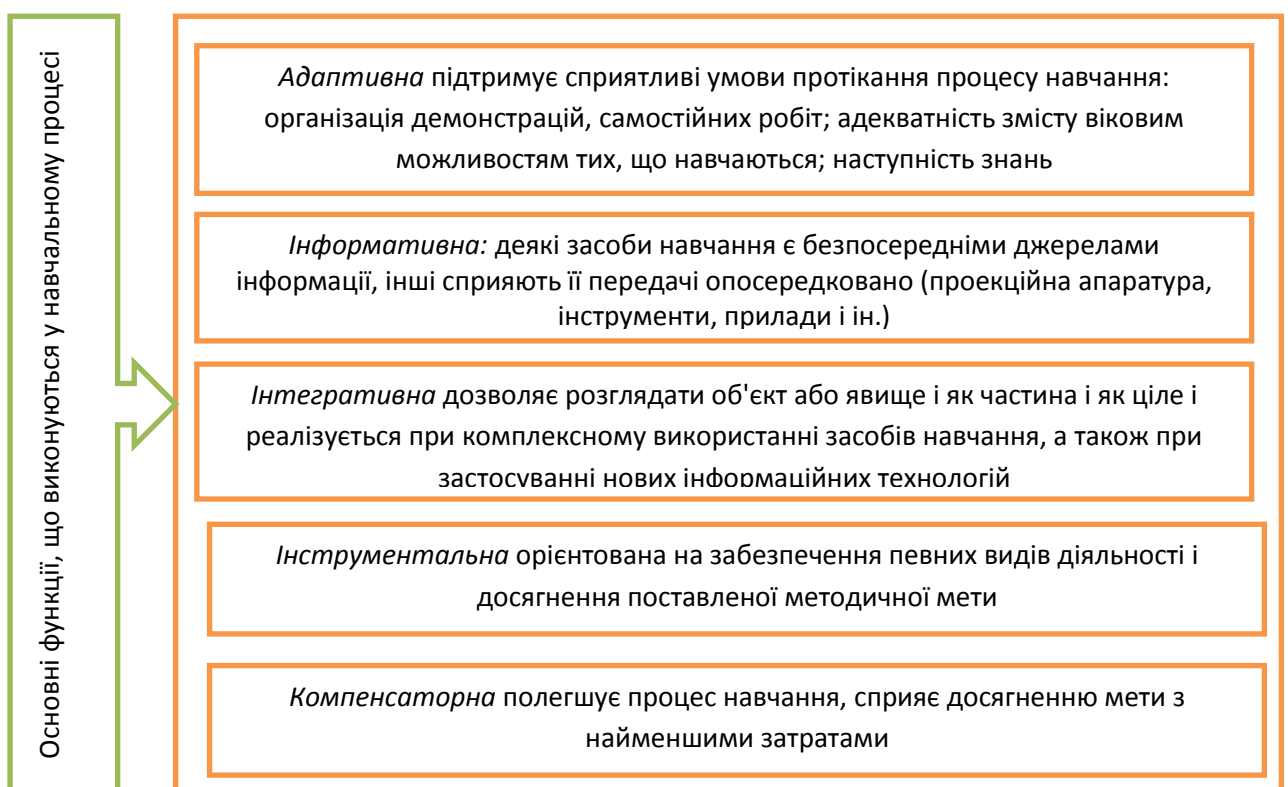 Основні функції, що виконуються у навчальному процесі
Адаптивна підтримує сприятливі умови протікання процесу навчання:
організація демонстрацій, самостійних робіт; адекватність змісту віковим
можливостям тих, що навчаються; наступність знань
Інформативна: деякі засоби навчання є безпосередніми джерелами
інформації, інші сприяють її передачі опосередковано (проекційна апаратура,
інструменти, прилади і ін.)
Інтегративна дозволяє розглядати об'єкт або явище і як частина і як ціле і
реалізується при комплексному використанні засобів навчання, а також при
застосуванні нових інформаційних технологій
Інструментальна орієнтована на забезпечення певних видів діяльності і
досягнення поставленої методичної мети
Компенсаторна полегшує процес навчання, сприяє досягненню мети з
найменшими затратами